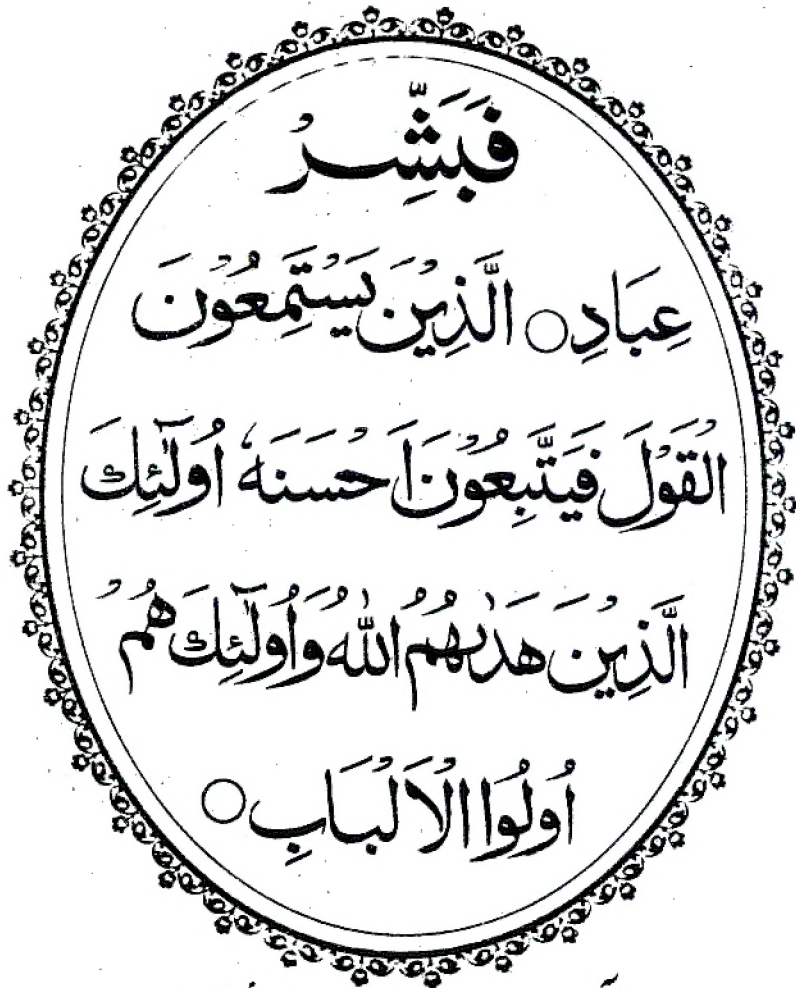 فَبَشِّرْ
عِبَادِ○ الَّذِيْنَ يَسْتَمِعُوْنَ
الْقَوْلَ فَيَتَّبِعُوْنَ اَحْسَنَهٗ اُولٰٓئِكَ
الَّذِيْنَ هَدٰىهُمُ اللّٰهُ وَاُولٰٓئِكَ هُمْ
اُولُوا الْاَلْبَابِ○